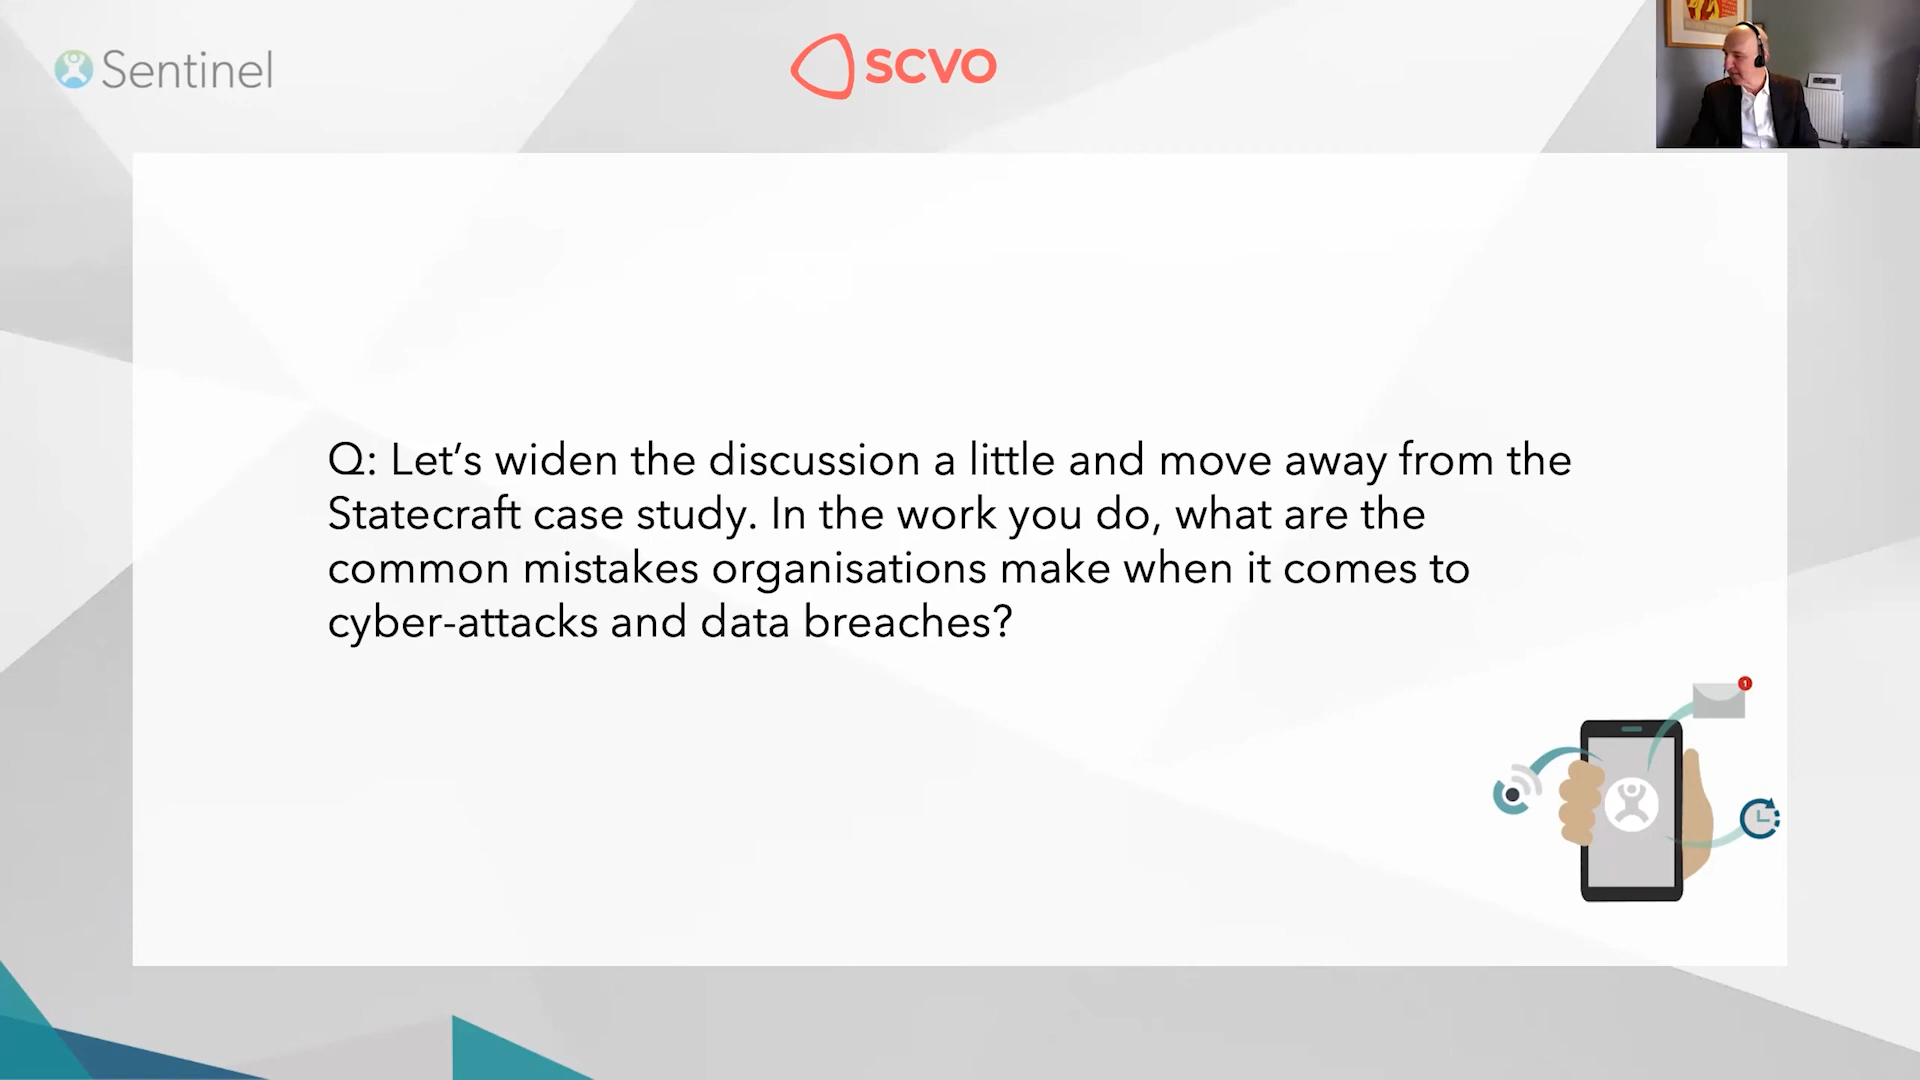 Sentinel
scvo
Q: Let’s widen the discussion a little and move away from the
Statecraft case study. In the work you do, what are the
common mistakes organisations make when it comes to
cyber-attacks and data breaches?
1